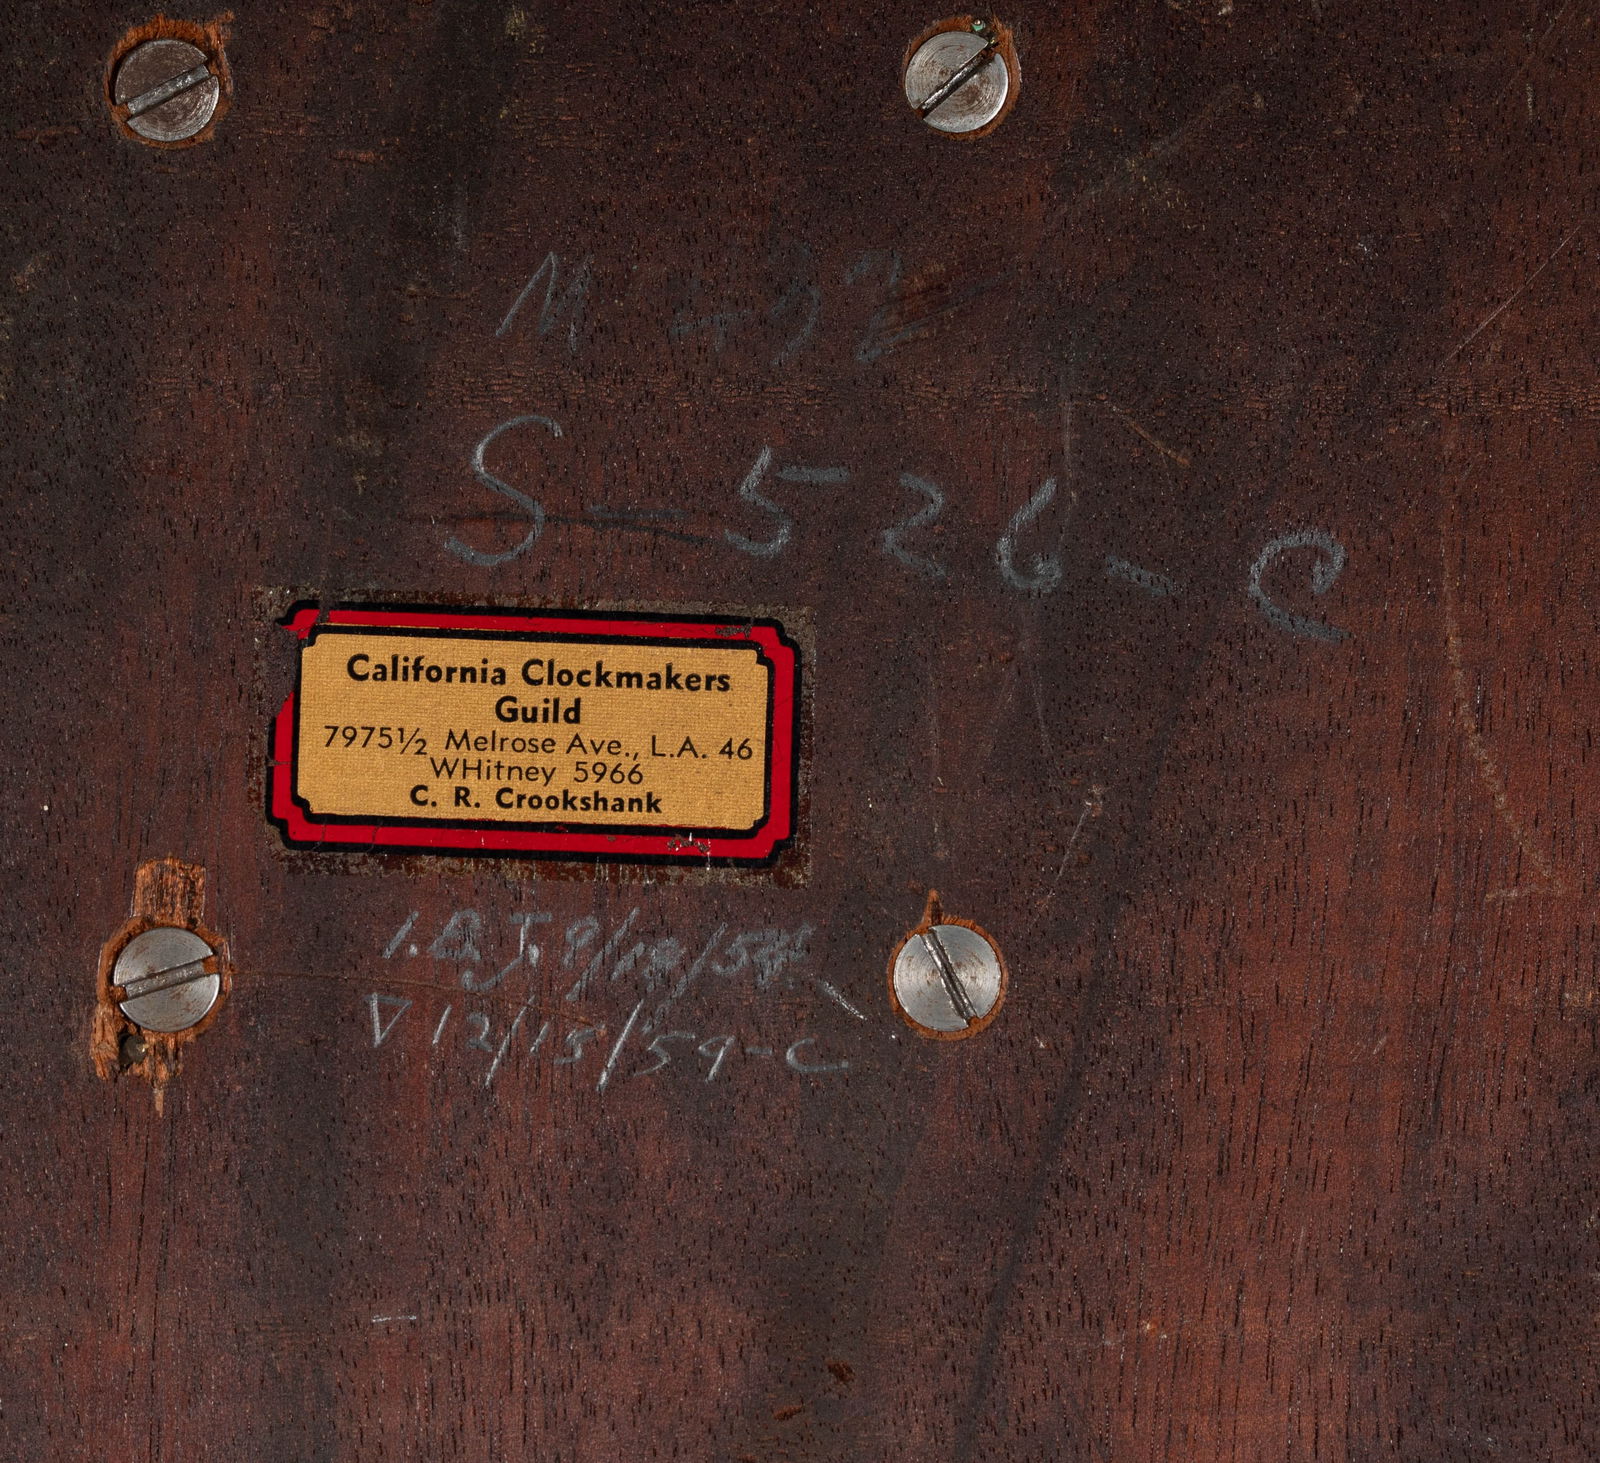 S-526-C
California Clockmakers
Guild
7975½ Melrose Ave., L.A. 46
WHitney 5966
C. R. Crookshank
12/15/59-C